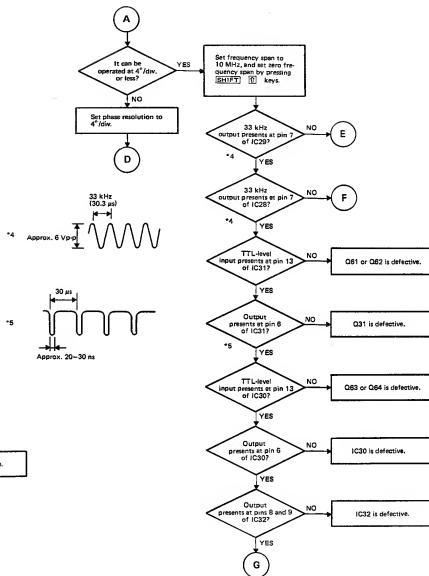 A
It can be
operated at 4°/div.
or less?
YES
Set frequency span to
10 MHz, and set zero fre-
quency span by pressing
SHIFT 0 keys.
NO
Set phase resolution to
4°/div.
D
33 kHz
output presents at pin 7
of IC29?
NO
E
*4
YES
33 kHz
output presents at pin 7
of IC28?
NO
F
*4
YES
33 kHz
(30.3 µs)
*4
Approx. 6 Vp-p
TTL-level
input presents at pin 13
of IC31?
NO
Q61 or Q62 is defective.
YES
30 µs
*5
Approx. 20~30 ns
Output
presents at pin 6
of IC31?
NO
Q31 is defective.
*5
YES
TTL-level
input presents at pin 13
of IC30?
NO
Q63 or Q64 is defective.
YES
Output
presents at pin 6
of IC30?
NO
IC30 is defective.
YES
Output
presents at pins 8 and 9
of IC32?
NO
IC32 is defective.
YES
G